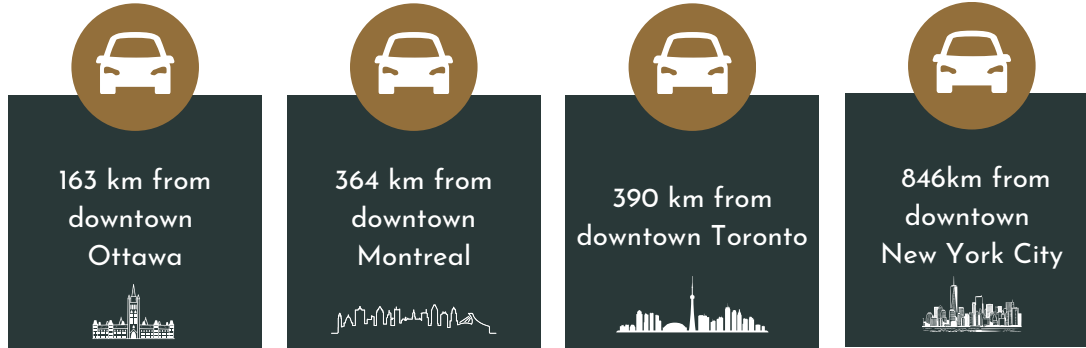 163 km from
downtown
Ottawa
364 km from
downtown
Montreal
390 km from
downtown Toronto
846km from
downtown
New York City